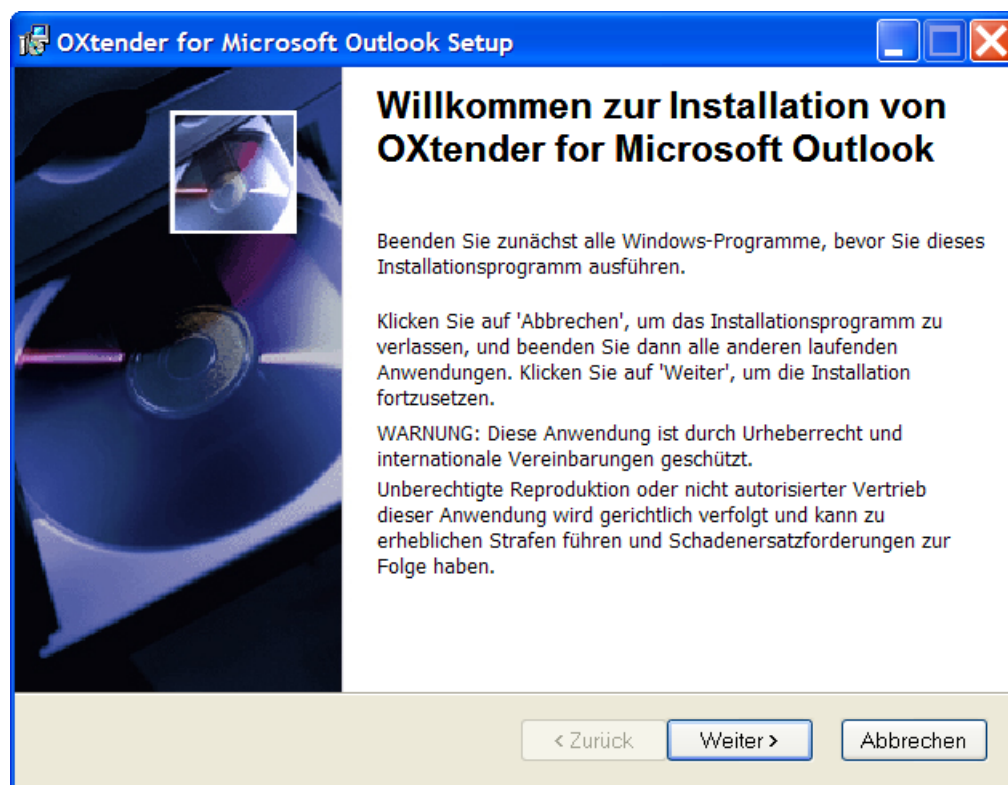 OXtender for Microsoft Outlook Setup
Willkommen zur Installation von
OXtender for Microsoft Outlook
Beenden Sie zunächst alle Windows-Programme, bevor Sie dieses
Installationsprogramm ausführen.
Klicken Sie auf 'Abbrechen', um das Installationsprogramm zu
verlassen, und beenden Sie dann alle anderen laufenden
Anwendungen. Klicken Sie auf 'Weiter', um die Installation
fortzusetzen.
WARNUNG: Diese Anwendung ist durch Urheberrecht und
internationale Vereinbarungen geschützt.
Unberechtigte Reproduktion oder nicht autorisierter Vertrieb
dieser Anwendung wird gerichtlich verfolgt und kann zu
erheblichen Strafen führen und Schadenersatzforderungen zur
Folge haben.
< Zurück Weiter > Abbrechen